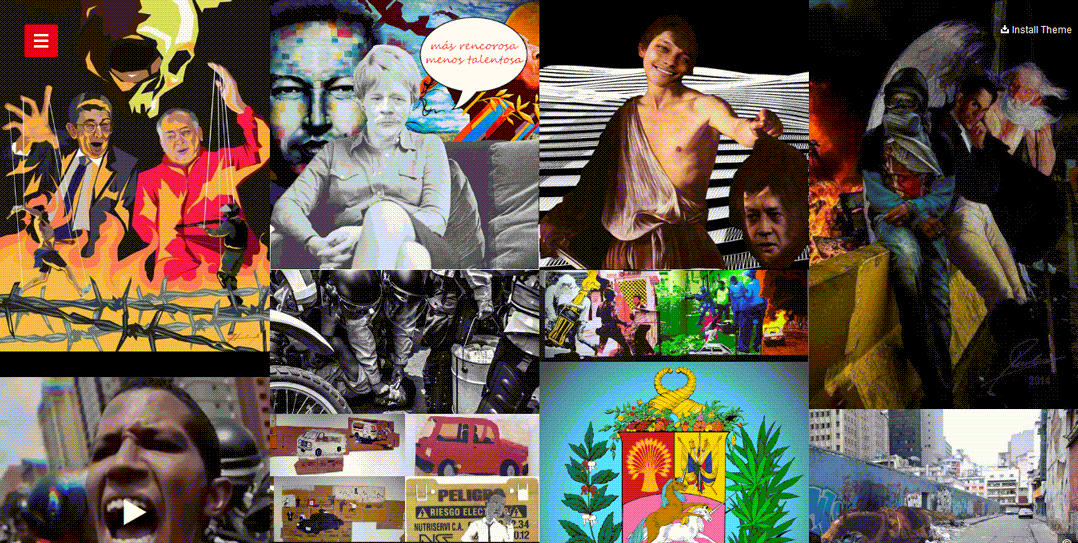 Install Theme
más rencorosa
menos talentosa
2014
PELIGRO
RIESGO ELECTRICO
NUTRISERVI C.A.